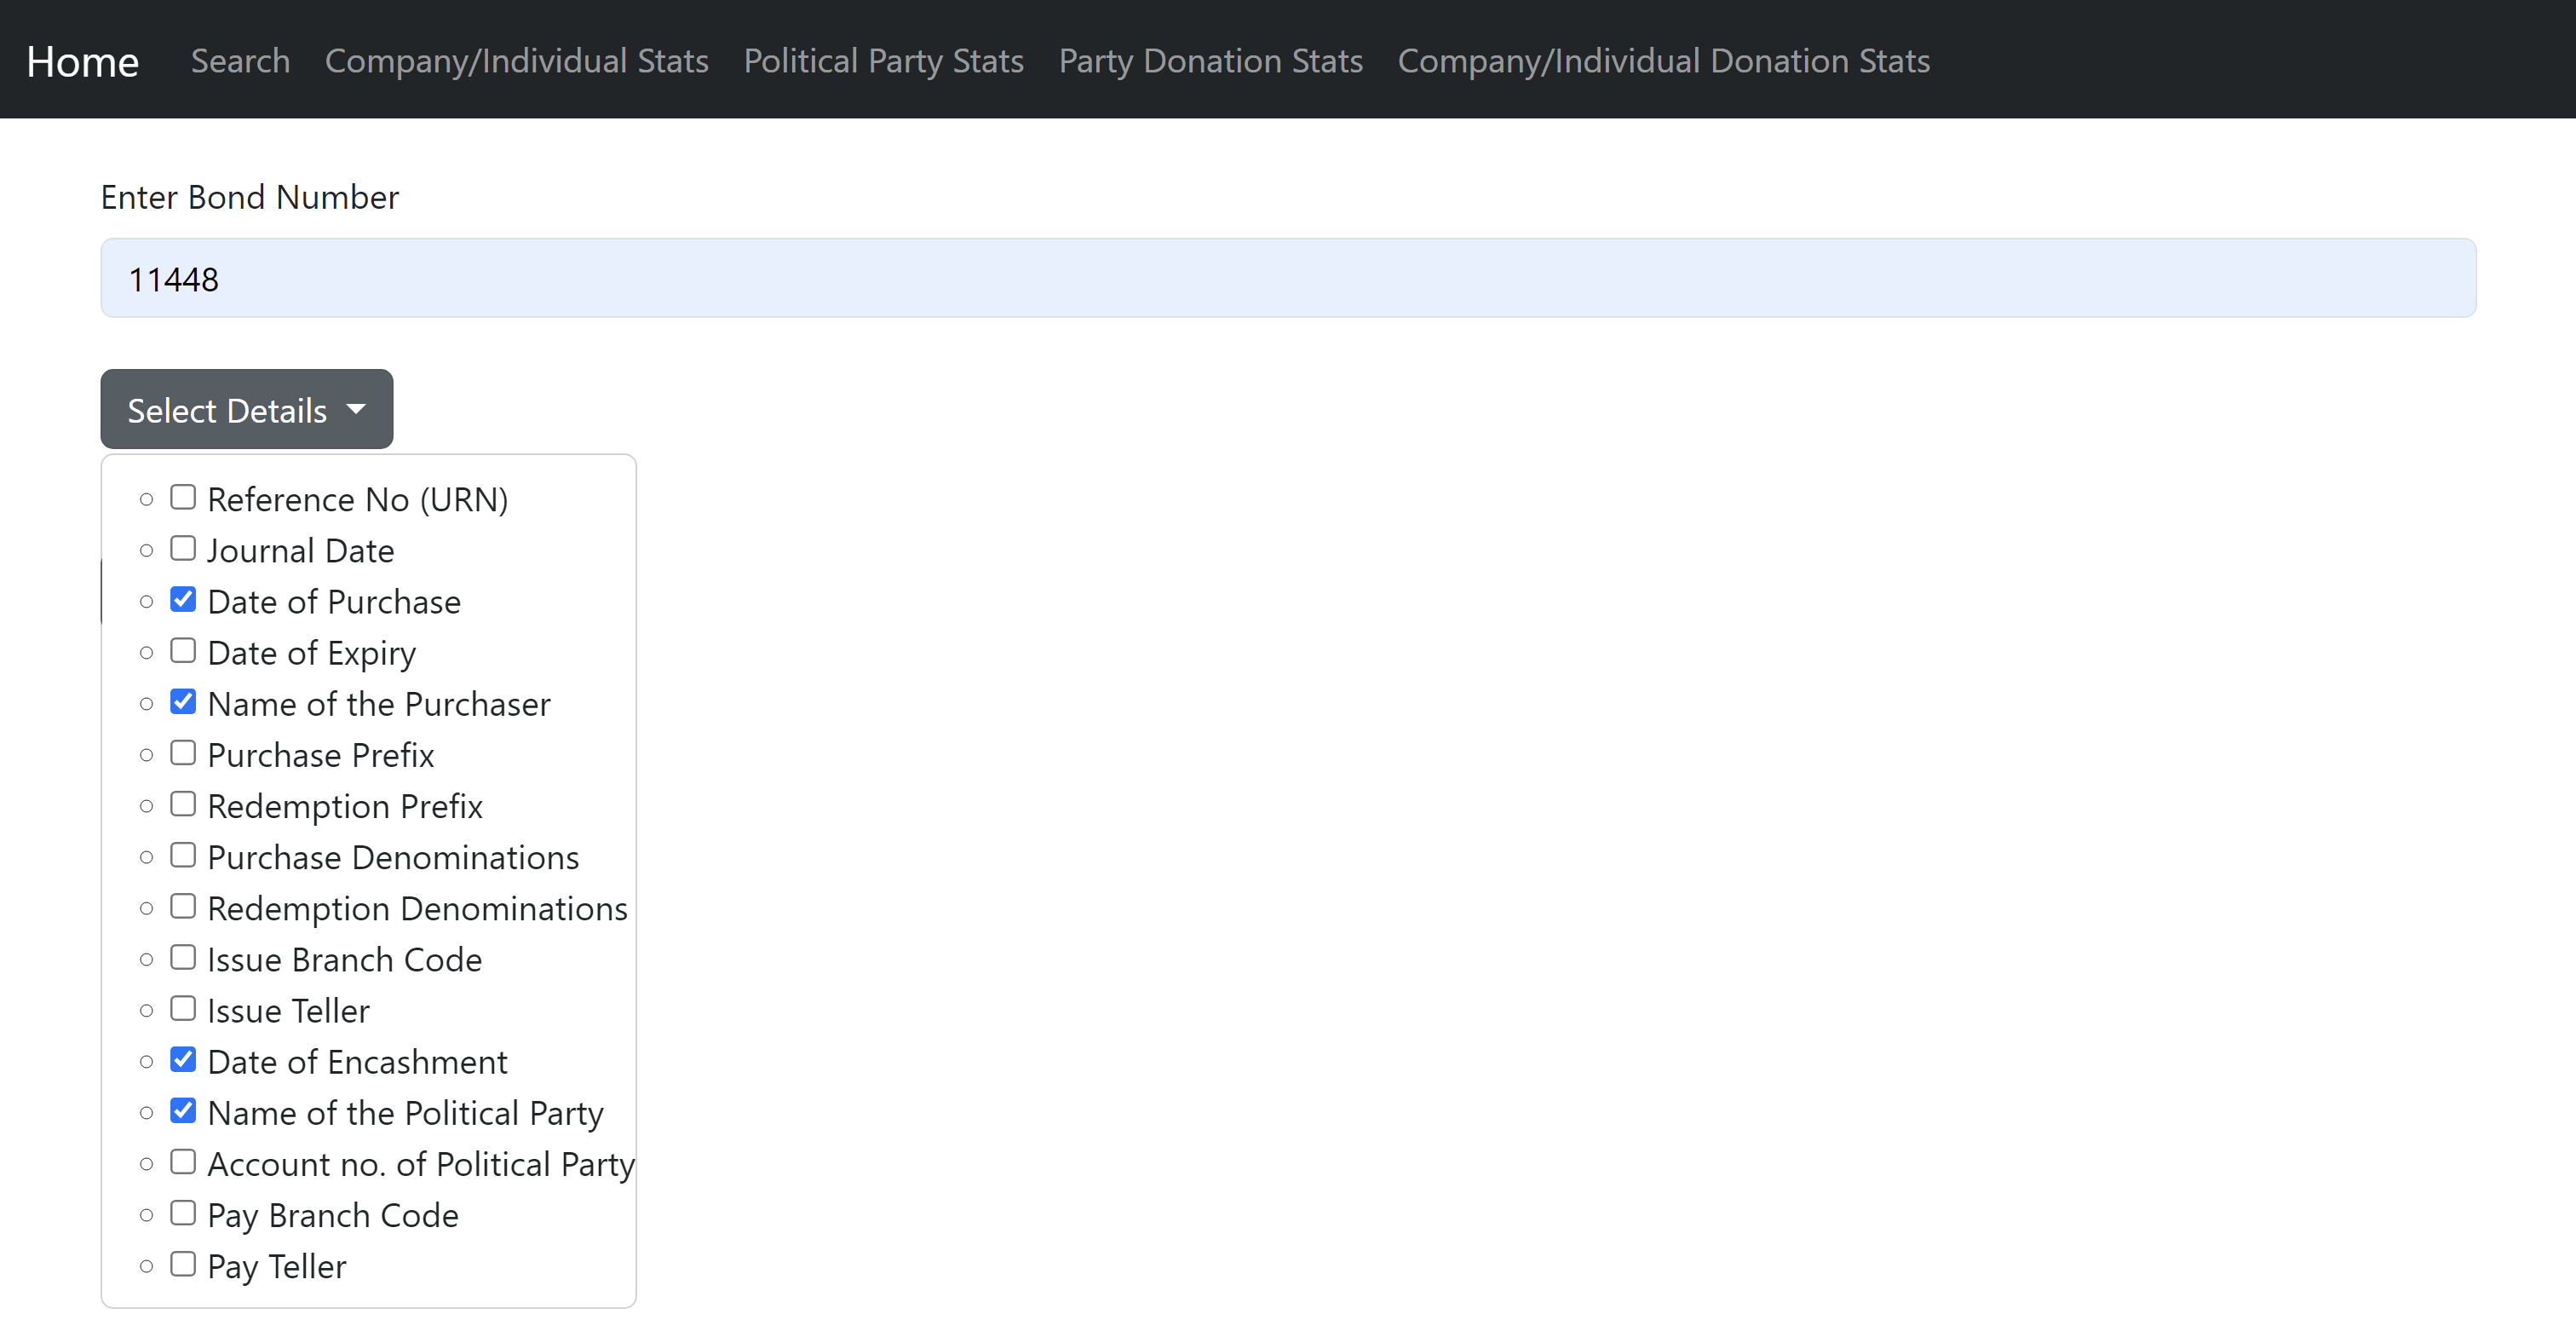 Home Search Company/Individual Stats Political Party Stats Party Donation Stats Company/Individual Donation Stats
Enter Bond Number
11448
Select Details
Reference No (URN)
Journal Date
Date of Purchase
Date of Expiry
Name of the Purchaser
Purchase Prefix
Redemption Prefix
Purchase Denominations
Redemption Denominations
Issue Branch Code
Issue Teller
Date of Encashment
Name of the Political Party
Account no. of Political Party
Pay Branch Code
Pay Teller